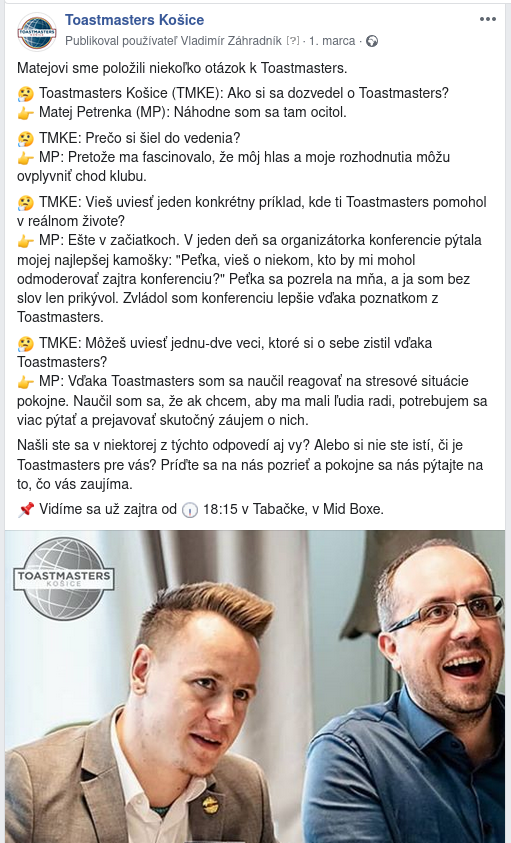 TOASTMASTERS
Toastmasters Košice
Publikoval používateľ Vladimír Záhradník [?] · 1. marca ·
Matejovi sme položili niekoľko otázok k Toastmasters.
🤔 Toastmasters Košice (TMKE): Ako si sa dozvedel o Toastmasters?
👉 Matej Petrenka (MP): Náhodne som sa tam ocitol.
🤔 TMKE: Prečo si šiel do vedenia?
👉 MP: Pretože ma fascinovalo, že môj hlas a moje rozhodnutia môžu
ovplyvniť chod klubu.
🤔 TMKE: Vieš uviesť jeden konkrétny príklad, kde ti Toastmasters pomohol
v reálnom živote?
👉 MP: Ešte v začiatkoch. V jeden deň sa organizátorka konferencie pýtala
mojej najlepšej kamošky: "Peťka, vieš o niekom, kto by mi mohol
odmoderovať zajtra konferenciu?" Peťka sa pozrela na mňa, a ja som bez
slov len prikývol. Zvládol som konferenciu lepšie vďaka poznatkom z
Toastmasters.
🤔 TMKE: Môžeš uviesť jednu-dve veci, ktoré si o sebe zistil vďaka
Toastmasters?
👉 MP: Vďaka Toastmasters som sa naučil reagovať na stresové situácie
pokojne. Naučil som sa, že ak chcem, aby ma mali ľudia radi, potrebujem sa
viac pýtať a prejavovať skutočný záujem o nich.
Našli ste sa v niektorej z týchto odpovedí aj vy? Alebo si nie ste istí, či je
Toastmasters pre vás? Príďte sa na nás pozrieť a pokojne sa nás pýtajte na
to, čo vás zaujíma.
📌 Vidíme sa už zajtra od 🕡 18:15 v Tabačke, v Mid Boxe.
TOASTMASTERS
KOŠICE